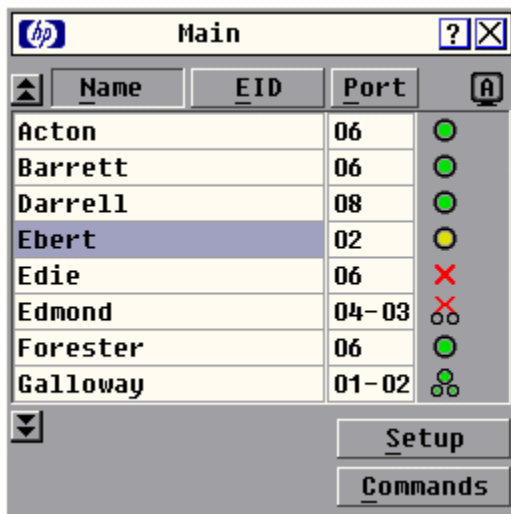 hp Main ? X
Name EID Port A
Acton 06
Barrett 06
Darrell 08
Ebert 02
Edie 06
Edmond 04-03
Forester 06
Galloway 01-02
Setup
Commands